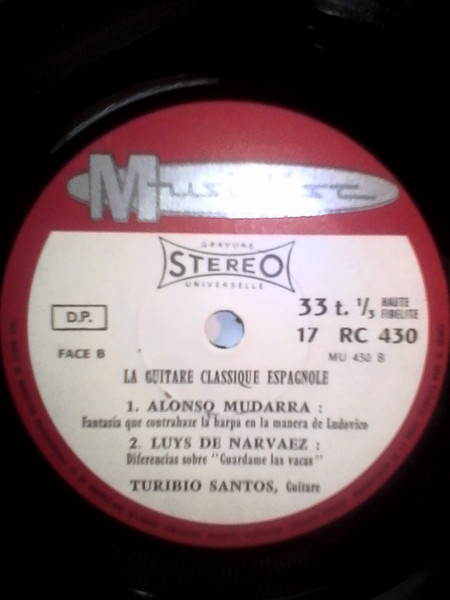 Musidisc
GRAVURE
STEREO
UNIVERSELLE
33 t. 1/3 HAUTE FIDELITE
D.P.
17 RC 430
FACE B
MU 430 B
LA GUITARE CLASSIQUE ESPAGNOLE
1. ALONSO MUDARRA :
Fantasia que contrahaze la harpa en la manera de Ludovico
2. LUYS DE NARVAEZ :
Diferencias sobre "Guardame las vacas"
TURIBIO SANTOS, Guitare